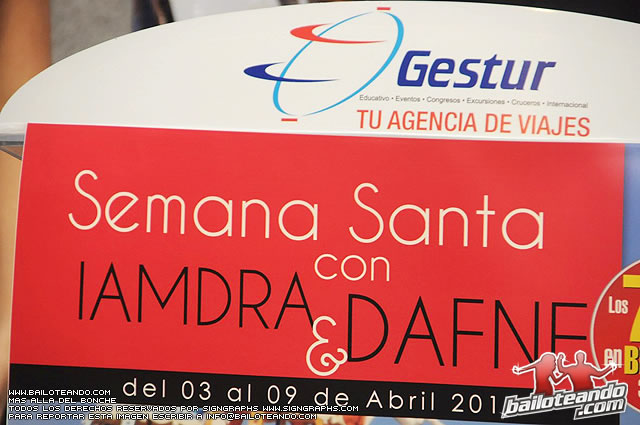 Gestur
Educativo • Eventos • Congresos • Excursiones • Cruceros • Internacional
TU AGENCIA DE VIAJES
Semana Santa
con
IAMDRA & DAFNE
Los
en
del 03 al 09 de Abril 201
bailoteando.com
WWW.BAILOTEANDO.COM
MAS ALLA DEL BONCHE
TODOS LOS DERECHOS RESERVADOS POR SIGNGRAPHS WWW.SIGNGRAPHS.COM
PARA REPORTAR ESTA IMAGEN ESCRIBIR A INFO@BAILOTEANDO.COM